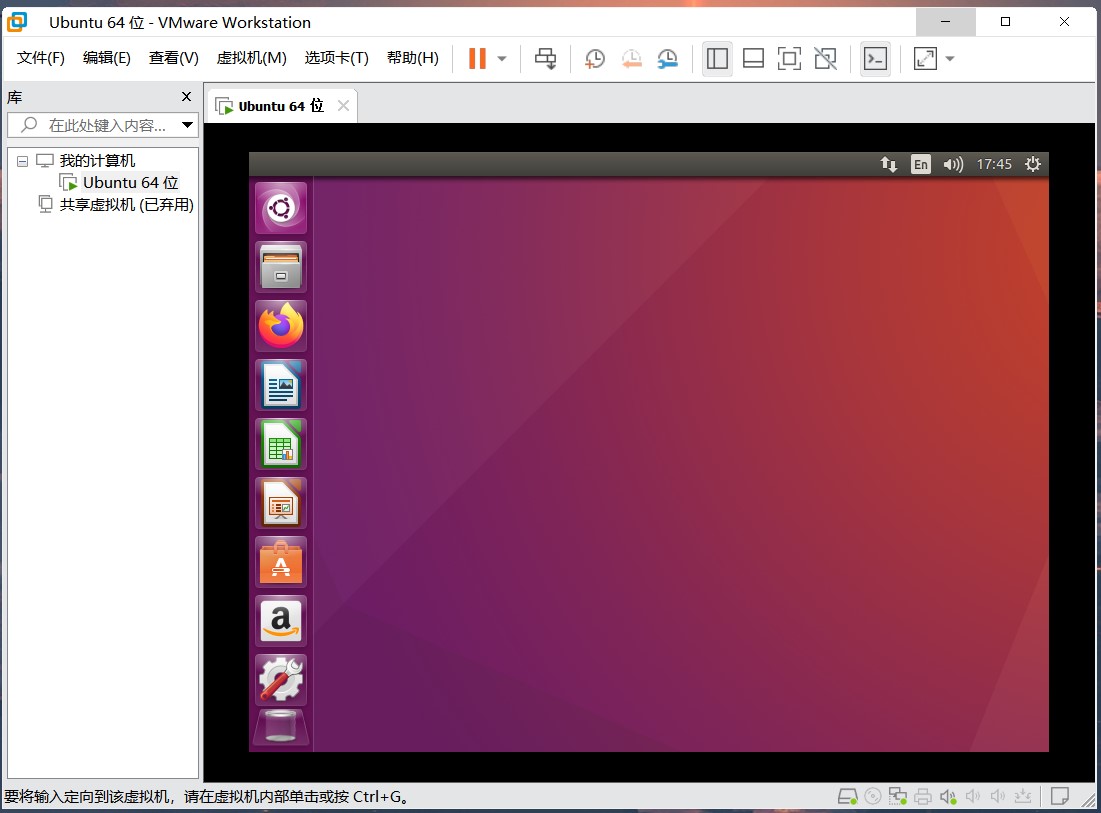 Ubuntu 64 位 - VMware Workstation
文件(F) 编辑(E) 查看(V) 虚拟机(M) 选项卡(T) 帮助(H)
库
在此处键入内容...
我的计算机
Ubuntu 64 位
共享虚拟机 (已弃用)
Ubuntu 64 位
En 17:45
要将输入定向到该虚拟机，请在虚拟机内部单击或按 Ctrl+G。